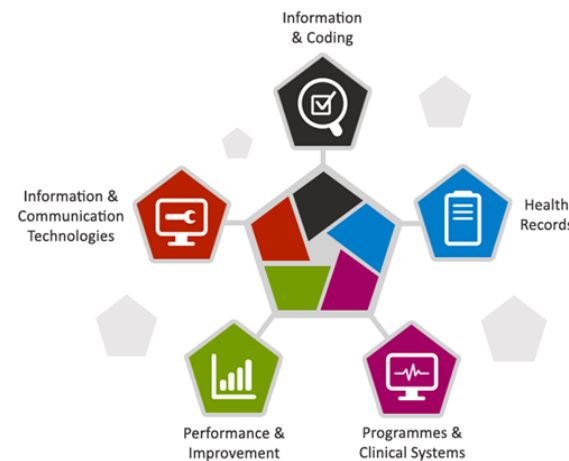 Information
& Coding
Information &
Communication
Technologies
Health
Records
Performance &
Improvement
Programmes &
Clinical Systems